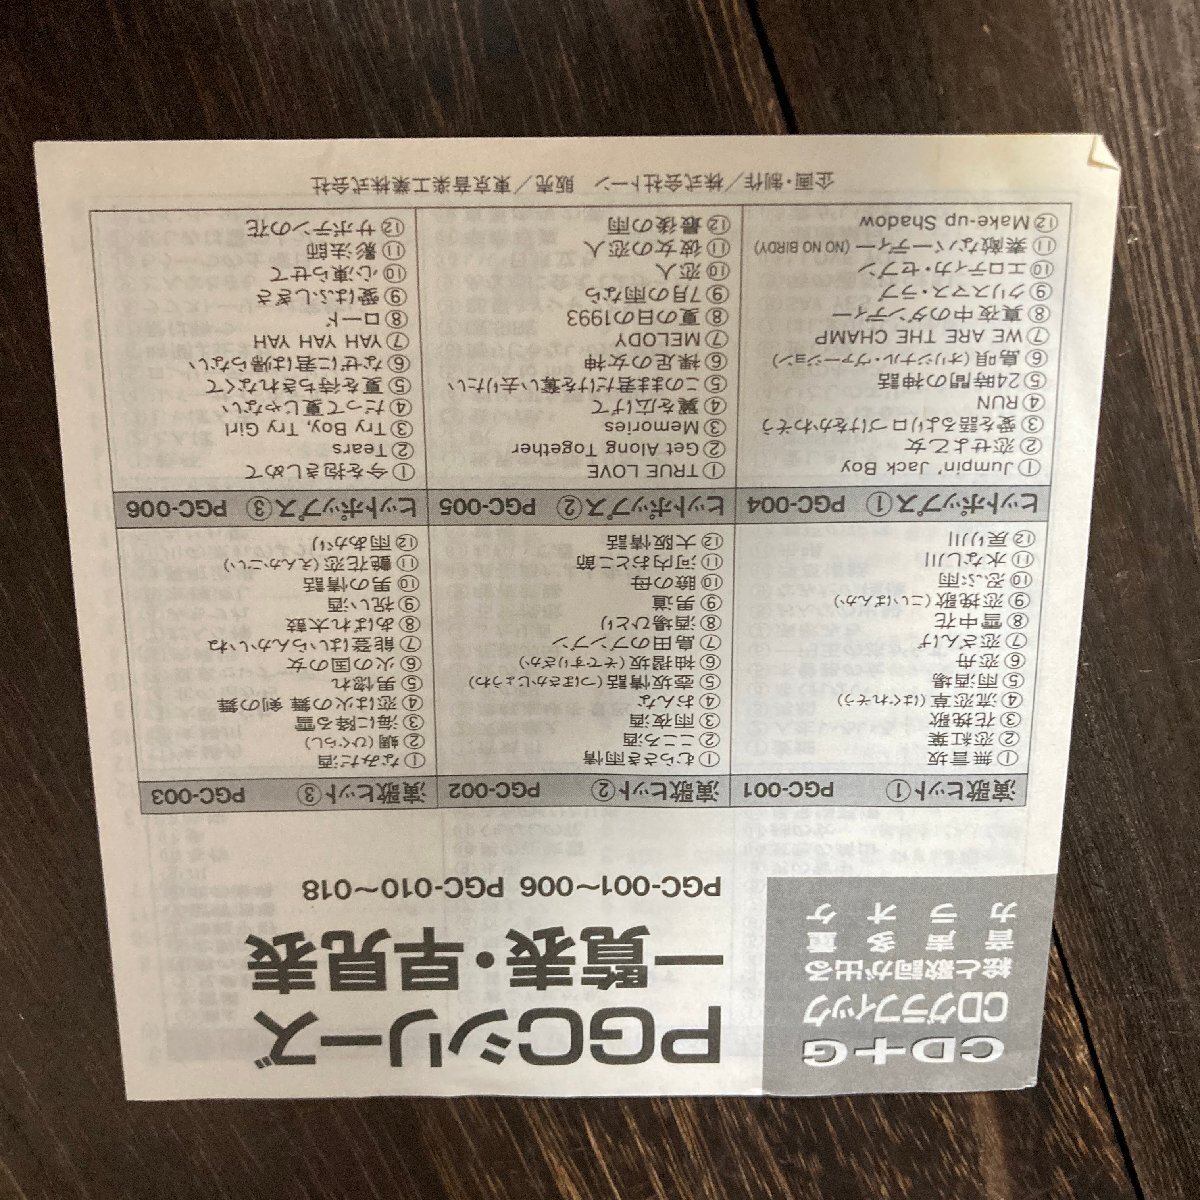 CD+G
CDグラフィック
絵と歌詞が出る
音声多重
カラオケ
PGCシリーズ
一覧表・早見表
PGC-001〜006 PGC-010〜018
演歌ヒット① PGC-001
①無言坂
②恋紅葉
③花挽歌
④流恋草(はぐれそう)
⑤雨酒場
⑥恋舟
⑦恋さんげ
⑧雪中花
⑨恋挽歌(こいばんか)
⑩忍ぶ雨
⑪水なし川
⑫戻り川
演歌ヒット② PGC-002
①むらさき雨情
②こころ酒
③雨夜酒
④おんな
⑤壺坂情話(つぼさかじょうわ)
⑥袖摺坂(そですりざか)
⑦島田のブンブン
⑧酒場ひとり
⑨男道
⑩瞼の母
⑪河内おとこ節
⑫大阪情話
演歌ヒット③ PGC-003
①なみだ酒
②蜩(ひぐらし)
③海に降る雪
④恋は火の舞 剣の舞
⑤男惚れ
⑥火の国の女
⑦能登はいらんかいね
⑧あばれ太鼓
⑨祝い酒
⑩男の情話
⑪艶花恋(えんかこい)
⑫雨あがり
ヒットポップス① PGC-004
①Jumpin' Jack Boy
②恋せよ乙女
③愛を語るより口づけをかわそう
④RUN
⑤24時間の神話
⑥島唄(オリジナル・ヴァージョン)
⑦WE ARE THE CHAMP
⑧真夜中のダンディー
⑨クリスマス・ラブ
⑩エロティカ・セブン
⑪素敵なバーディー(NO NO BIRDY)
⑫Make-up Shadow
ヒットポップス② PGC-005
①TRUE LOVE
②Get Along Together
③Memories
④翼を広げて
⑤このまま君だけを奪い去りたい
⑥裸足の女神
⑦MELODY
⑧夏の日の1993
⑨7月の雨なら
⑩恋人
⑪彼女の恋人
⑫最後の雨
ヒットポップス③ PGC-006
①今を抱きしめて
②Tears
③Try Boy, Try Girl
④だって夏じゃない
⑤夏を待ちきれなくて
⑥なぜに君は帰らない
⑦YAH YAH YAH
⑧ロード
⑨愛はふしぎさ
⑩心凍らせて
⑪影法師
⑫サボテンの花
企画・制作／株式会社トーン 販売／東京音楽工業株式会社